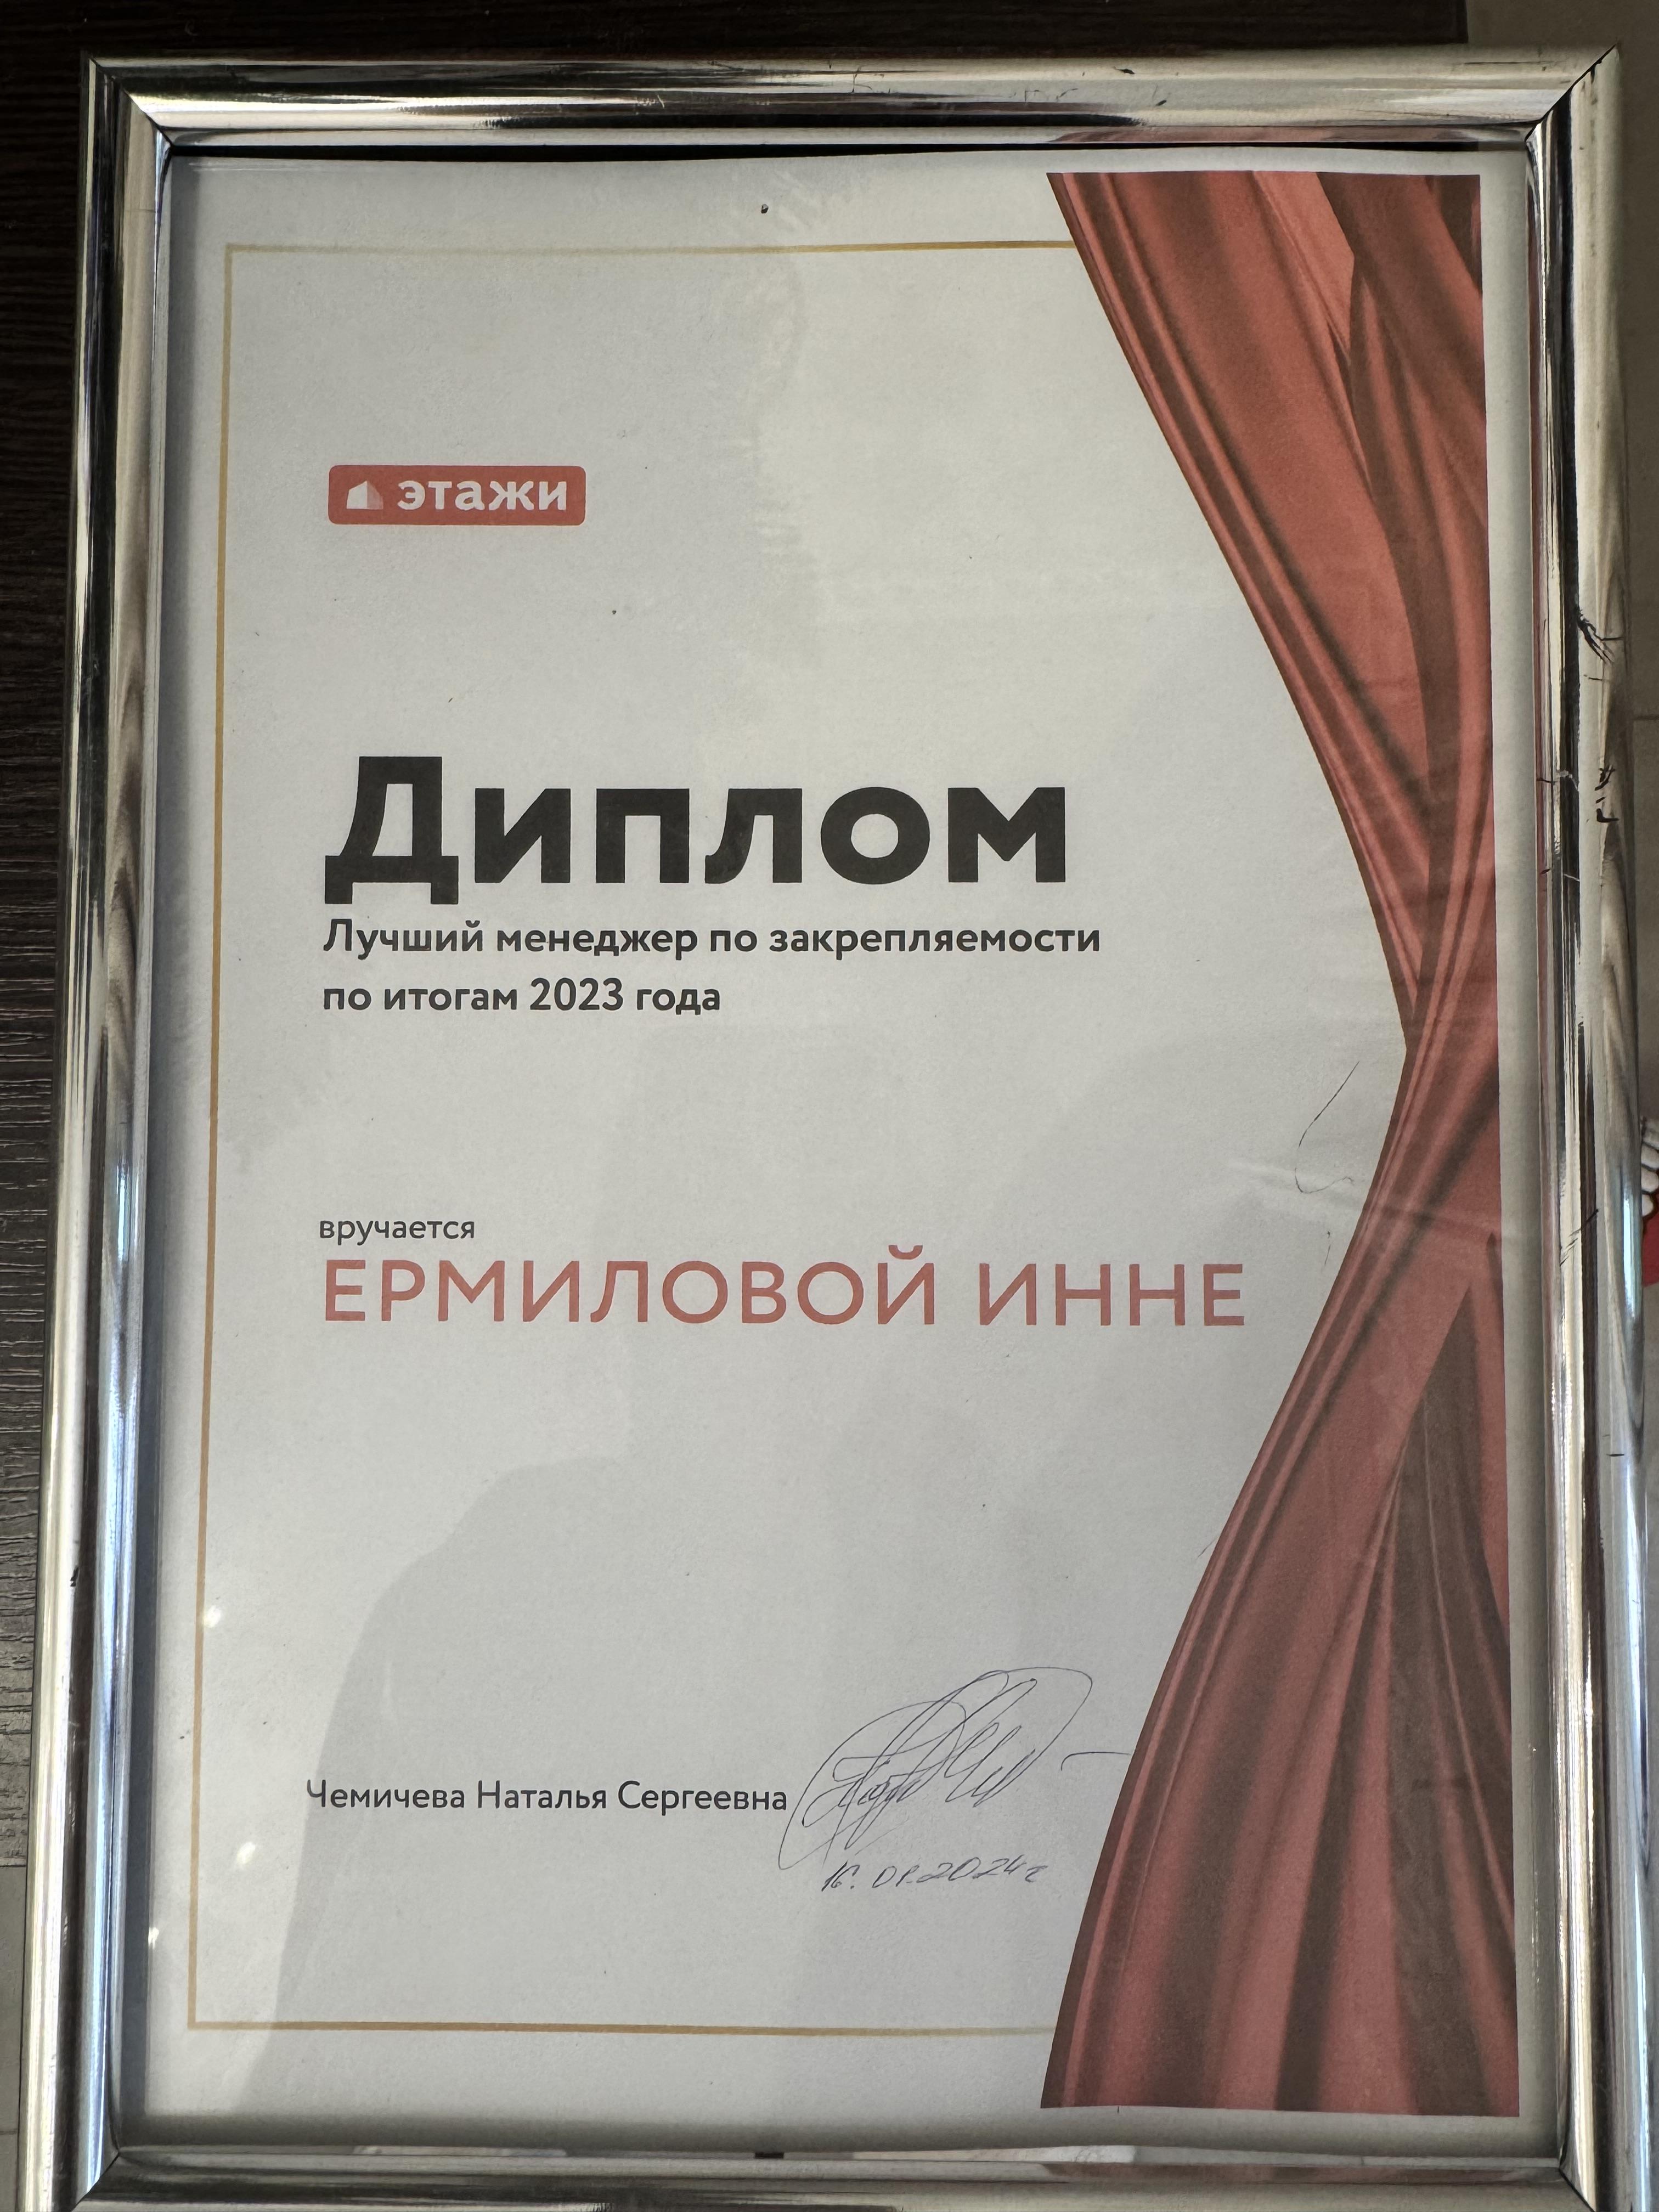 этажи
Диплом
Лучший менеджер по закрепляемости
по итогам 2023 года
вручается
ЕРМИЛОВОЙ ИННЕ
Чемичева Наталья Сергеевна
16.01.2024г